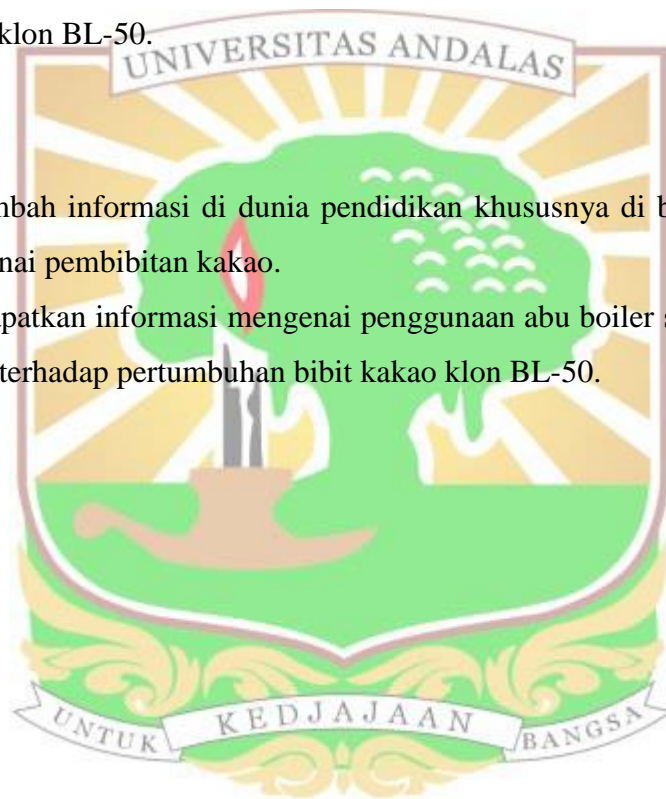 klon BL-50.
UNIVERSITAS ANDALAS
mbah informasi di dunia pendidikan khususnya di b
nai pembibitan kakao.
apatkan informasi mengenai penggunaan abu boiler s
terhadap pertumbuhan bibit kakao klon BL-50.
UNTUK KEDJAJAAN BANGSA